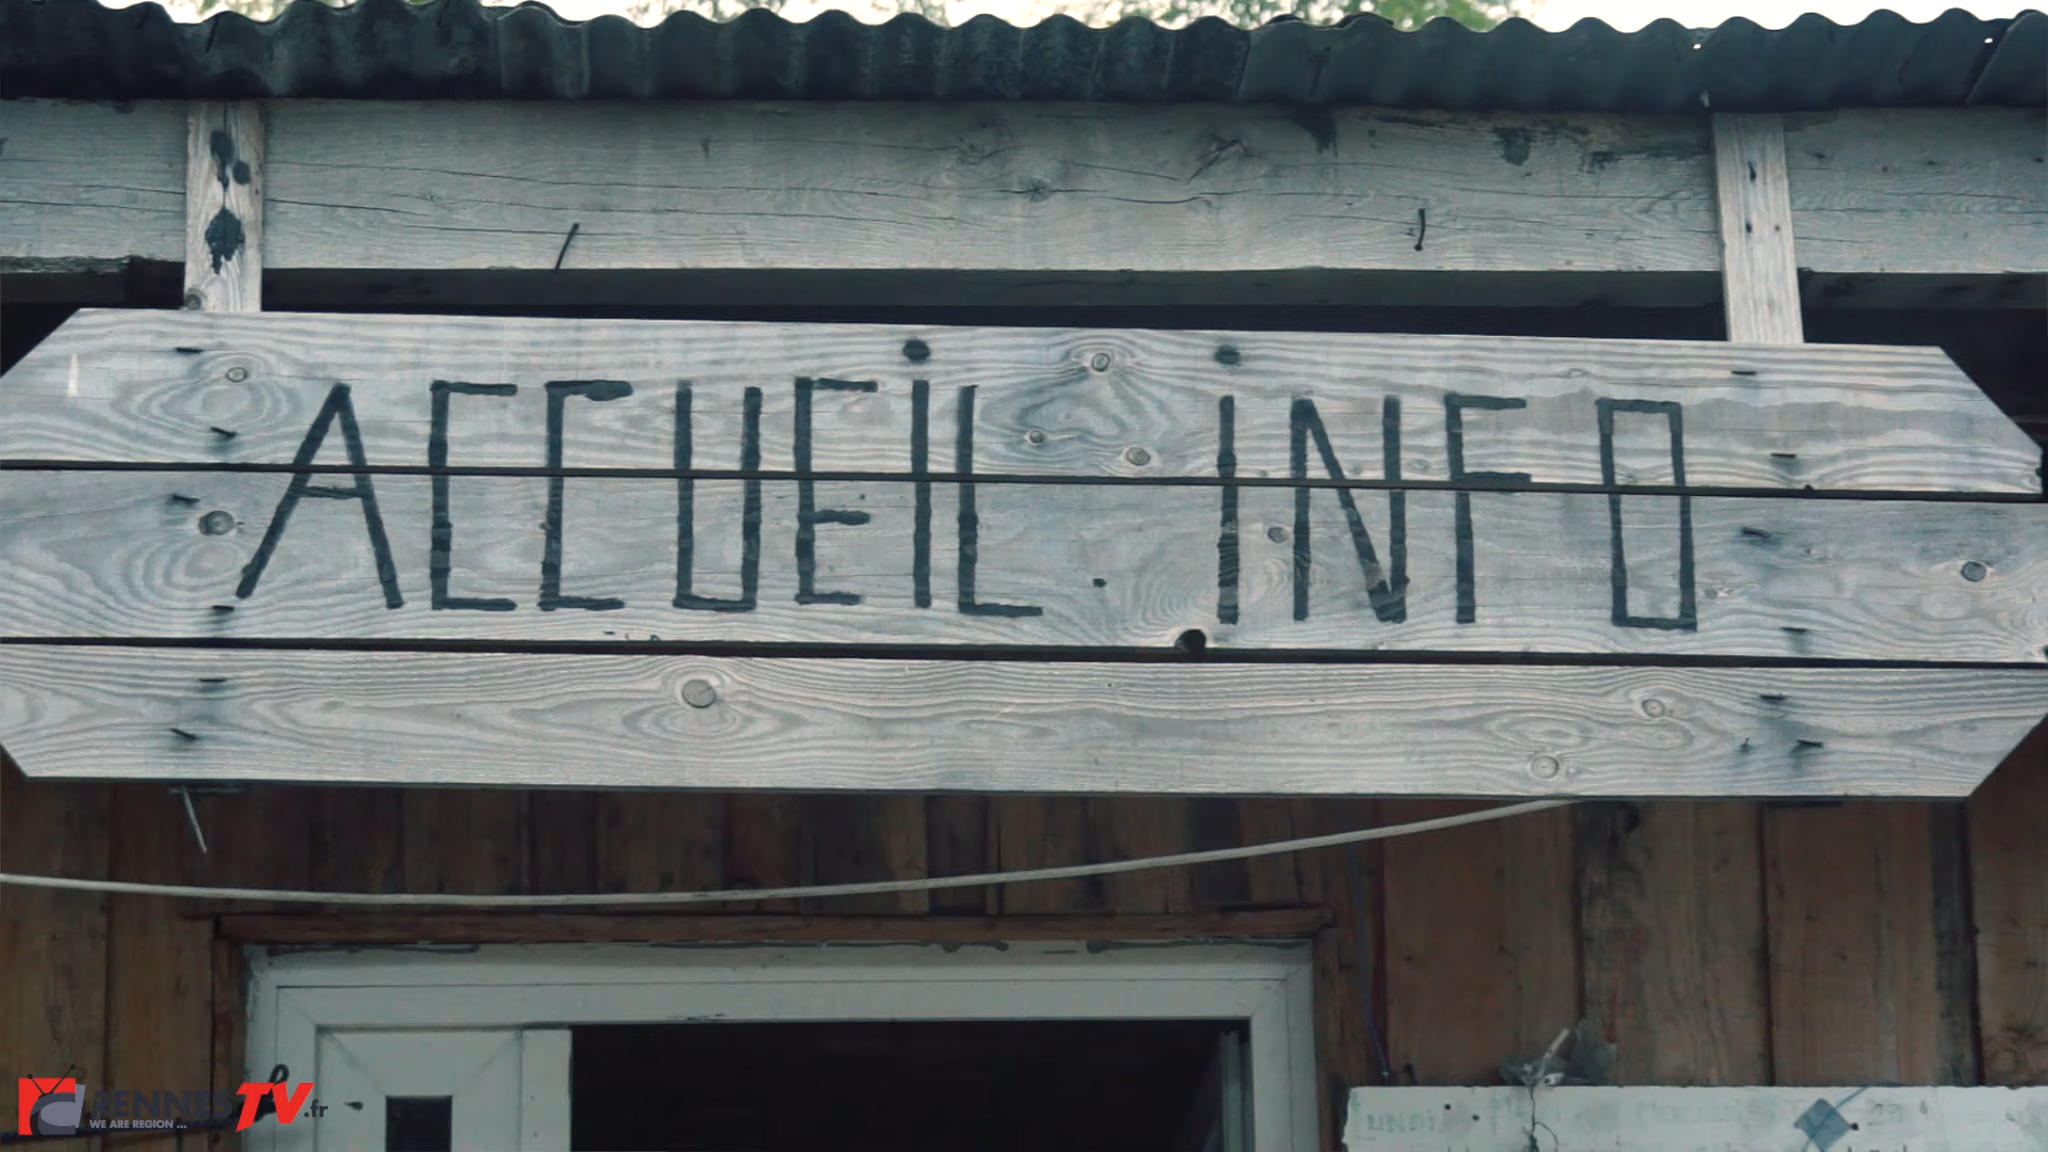 ACCUEIL INFO
RENNES TV.fr
WE ARE REGION ...